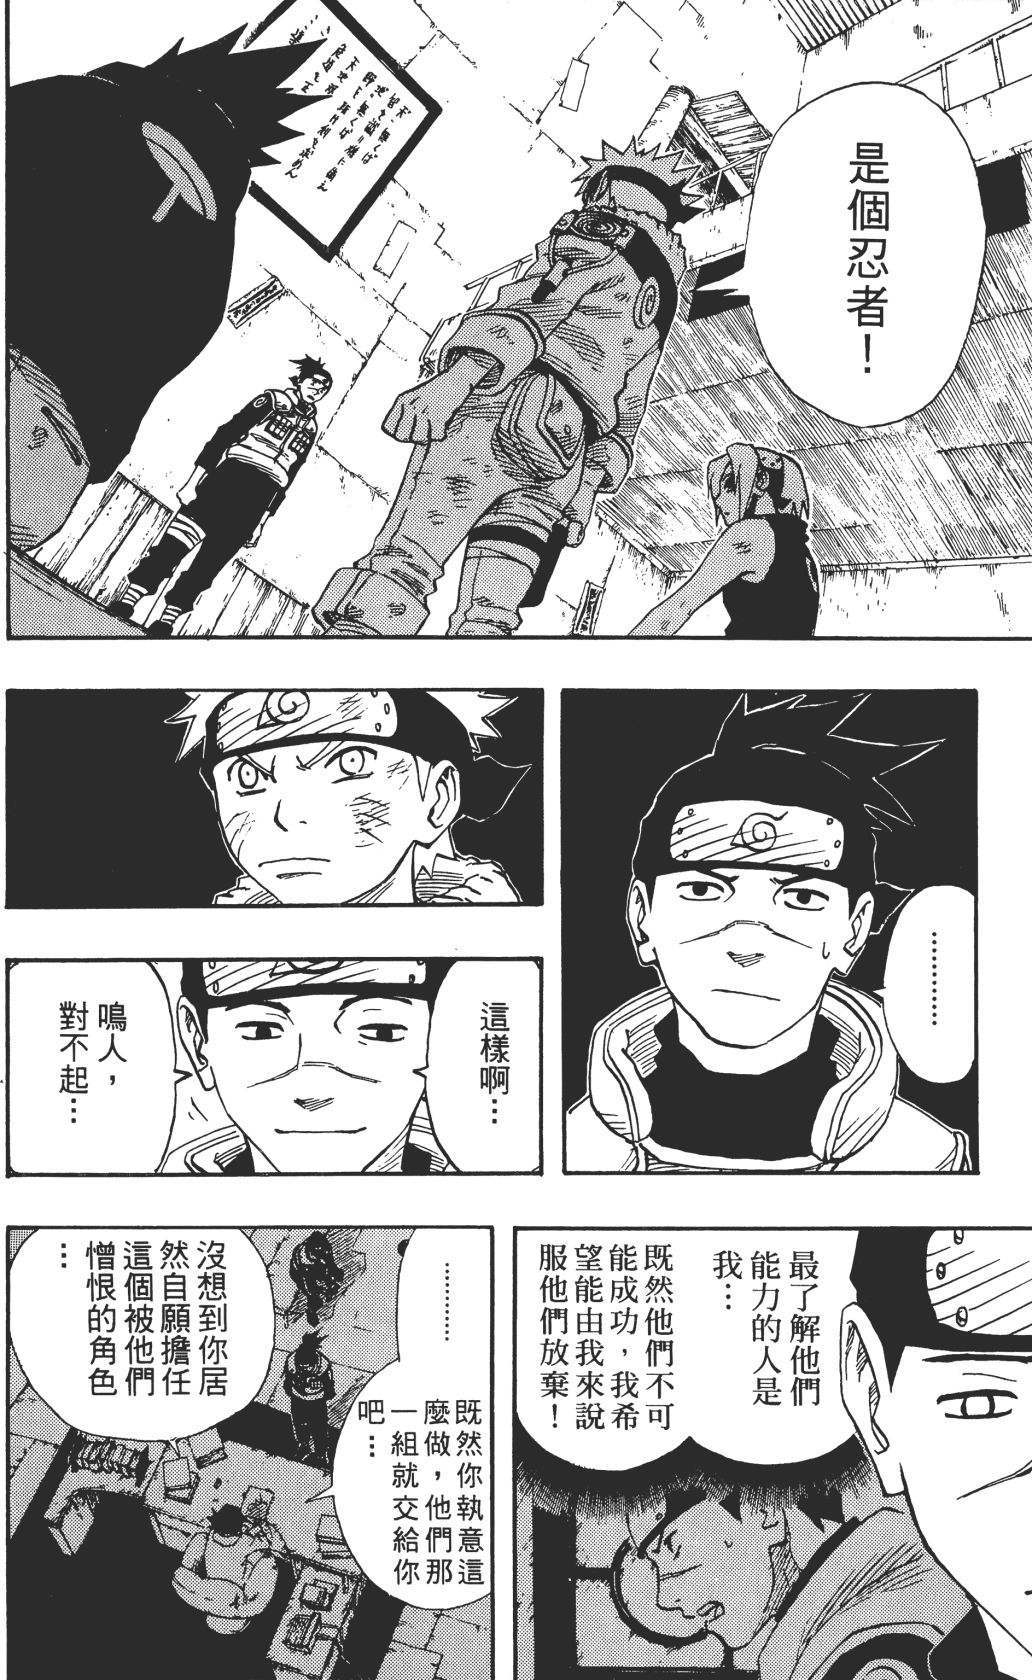 是個忍者！
…………
這樣啊…
鳴人，
對不起…
最了解他們
能力的人是
我…
既然他們不可
能成功，我希
望能由我來說
服他們放棄！
…………
既然你執意這
麼做，他們那
一組就交給你
吧…
沒想到你居
然自願擔任
這個被他們
憎恨的角色
…